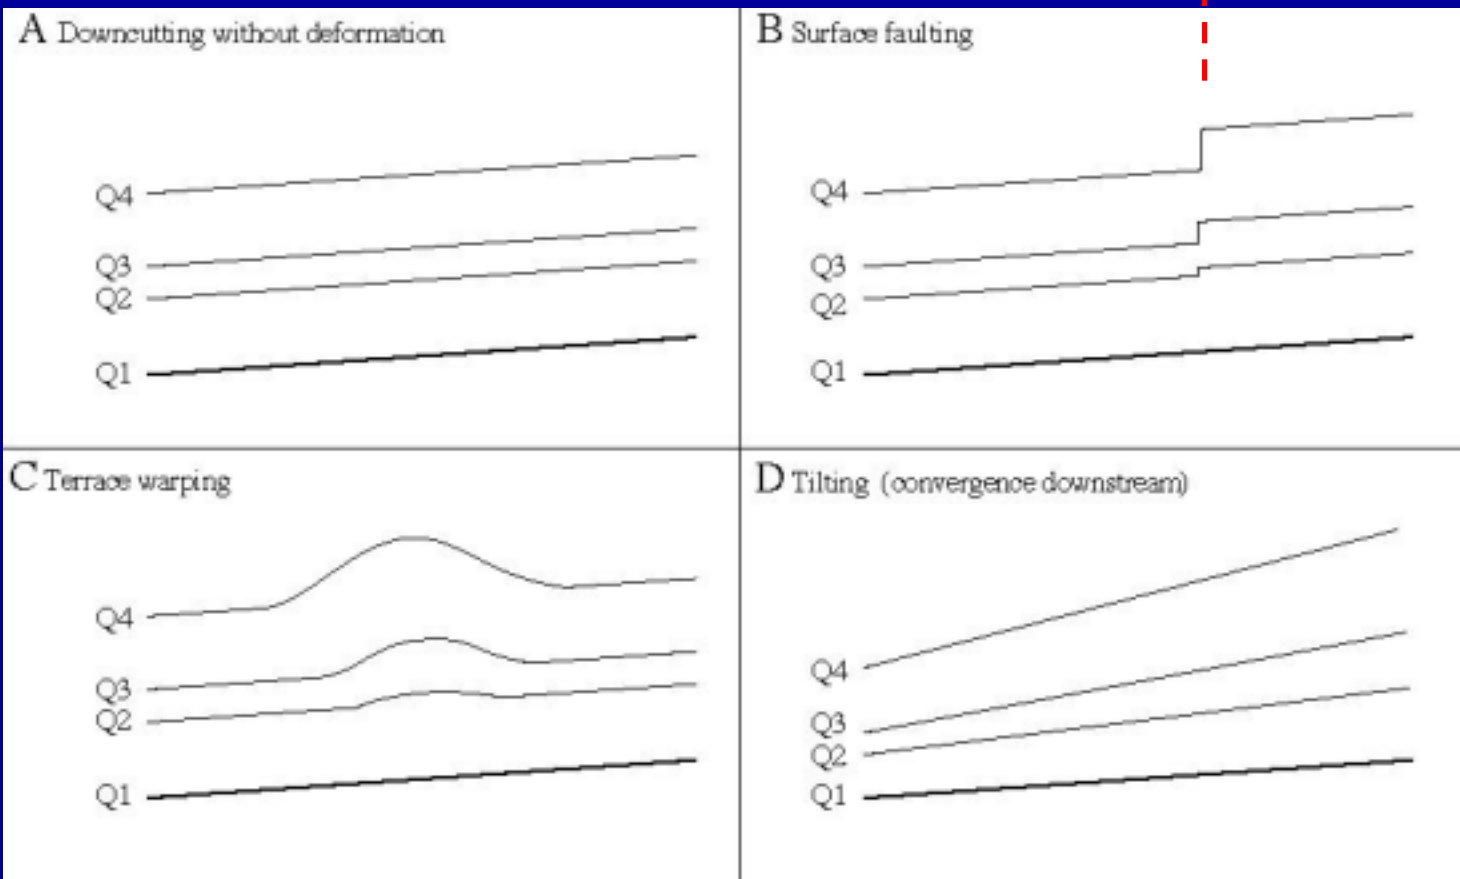 A Downcutting without deformation
Q4
Q3
Q2
Q1
B Surface faulting
Q4
Q3
Q2
Q1
C Terrace warping
Q4
Q3
Q2
Q1
D Tilting (convergence downstream)
Q4
Q3
Q2
Q1